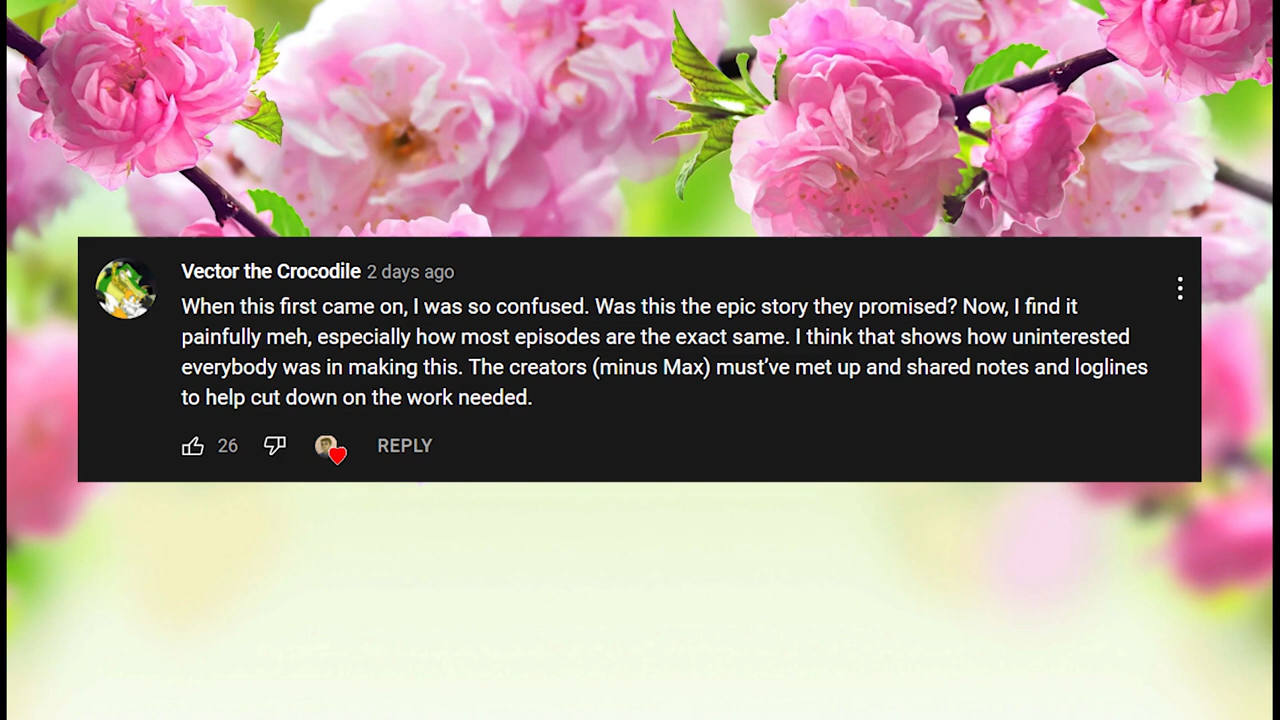 Vector the Crocodile 2 days ago
When this first came on, I was so confused. Was this the epic story they promised? Now, I find it
painfully meh, especially how most episodes are the exact same. I think that shows how uninterested
everybody was in making this. The creators (minus Max) must’ve met up and shared notes and loglines
to help cut down on the work needed.
26 REPLY